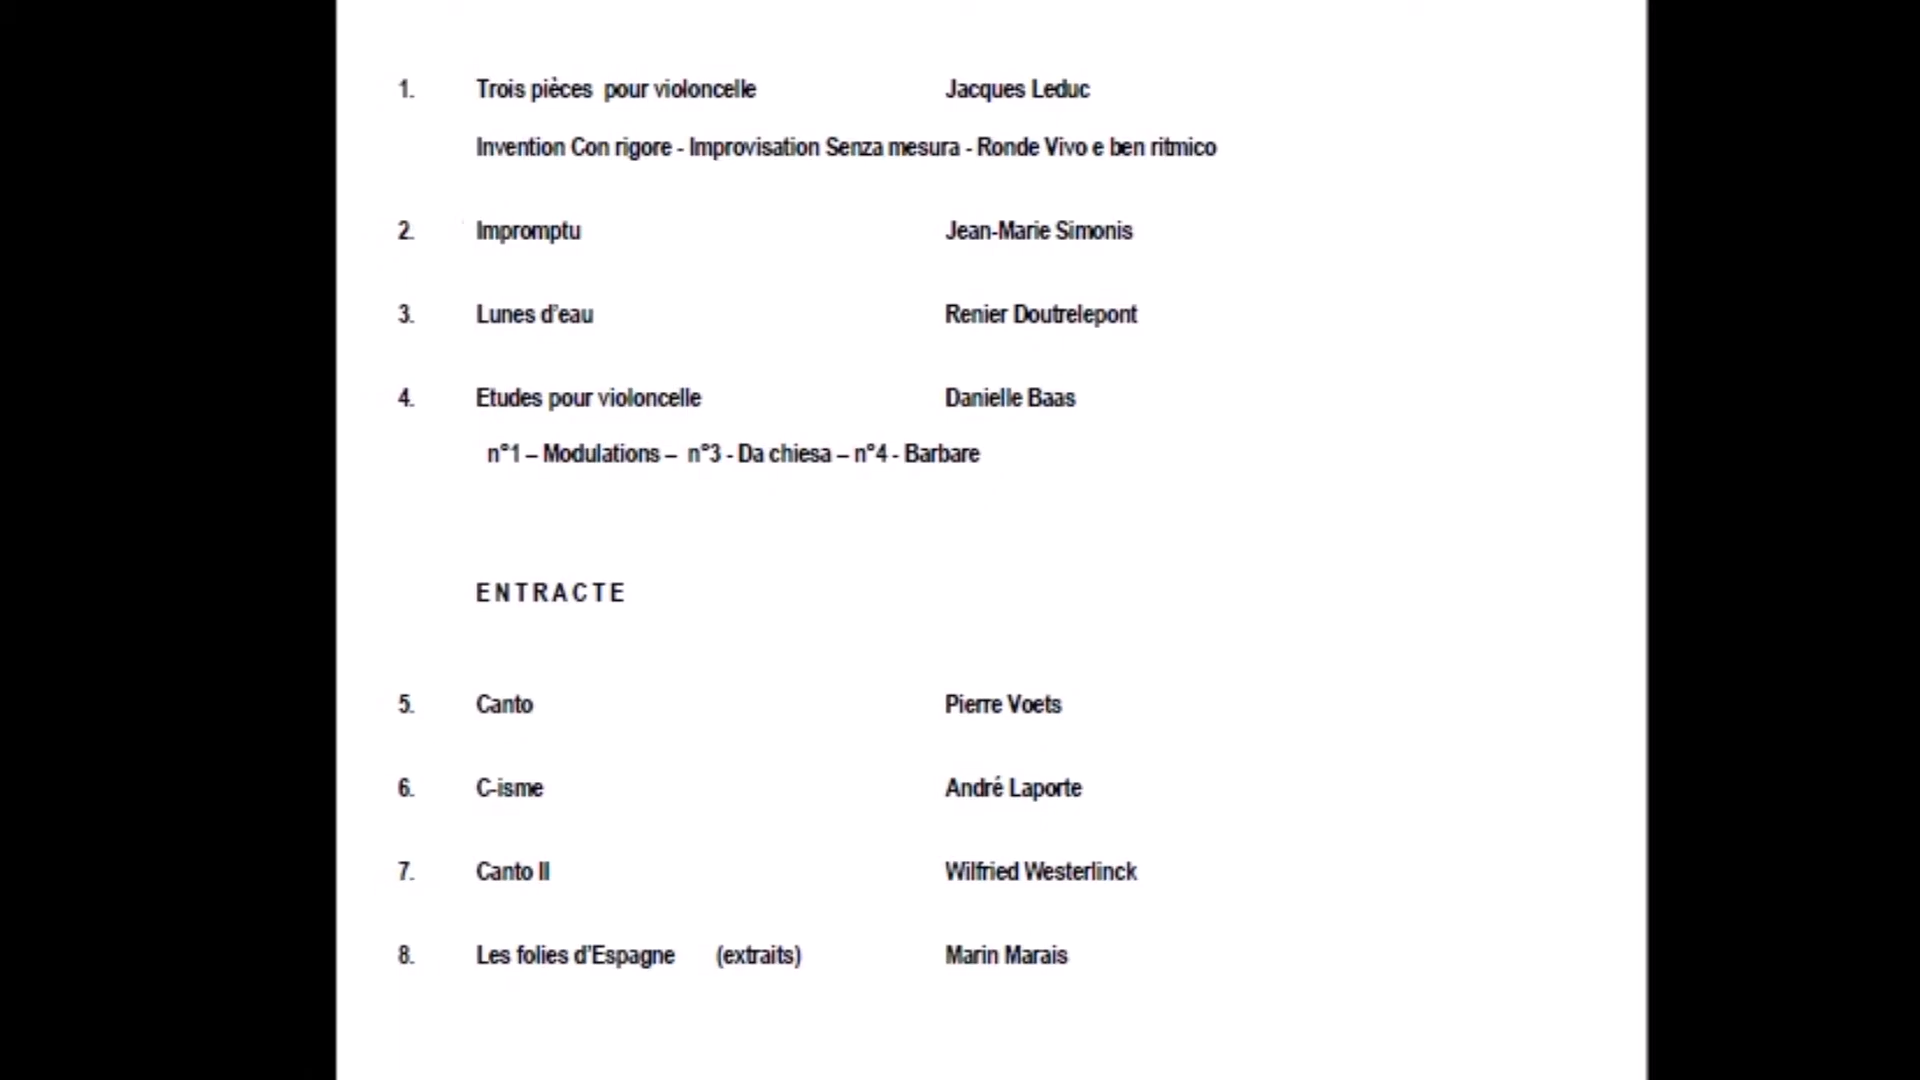 1. Trois pièces pour violoncelle Jacques Leduc
Invention Con rigore - Improvisation Senza mesura - Ronde Vivo e ben ritmico
2. Impromptu Jean-Marie Simonis
3. Lunes d'eau Renier Doutrelepont
4. Etudes pour violoncelle Danielle Baas
n°1 – Modulations – n°3 - Da chiesa – n°4 - Barbare
ENTRACTE
5. Canto Pierre Voets
6. C-isme André Laporte
7. Canto II Wilfried Westerlinck
8. Les folies d'Espagne (extraits) Marin Marais